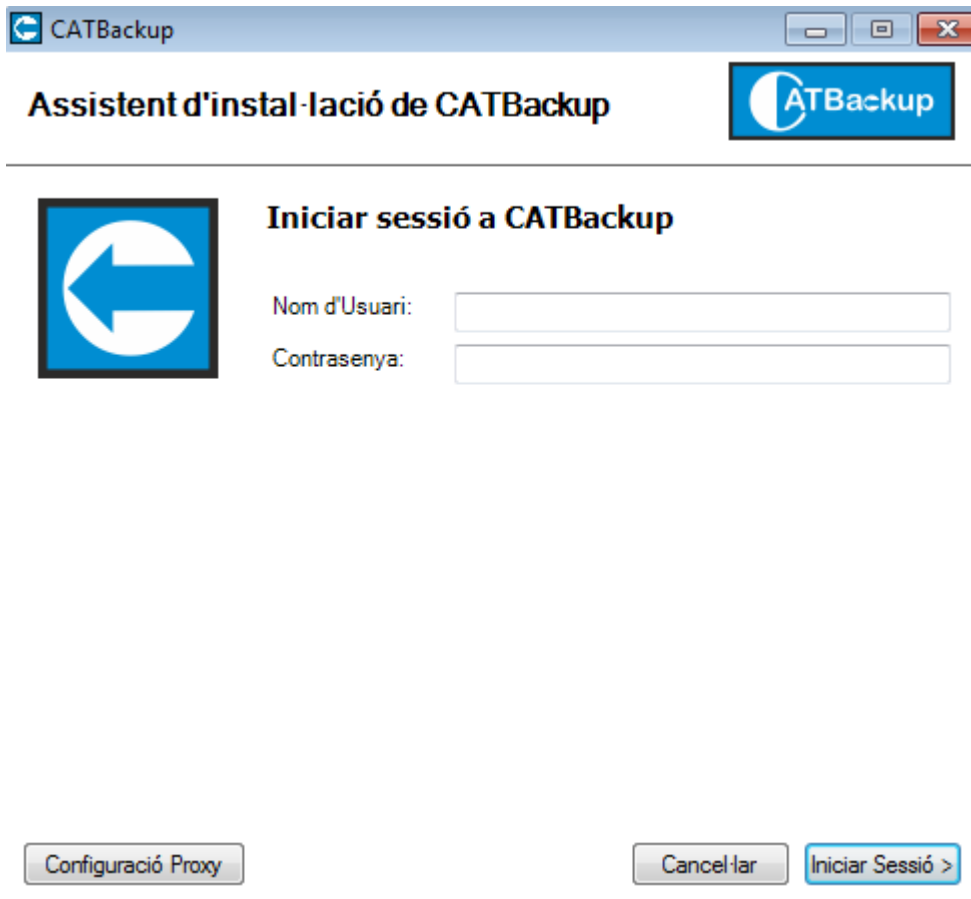 CATBackup
Assistent d'instal·lació de CATBackup
CATBackup
Iniciar sessió a CATBackup
Nom d'Usuari:
Contrasenya:
Configuració Proxy
Cancel·lar
Iniciar Sessió >